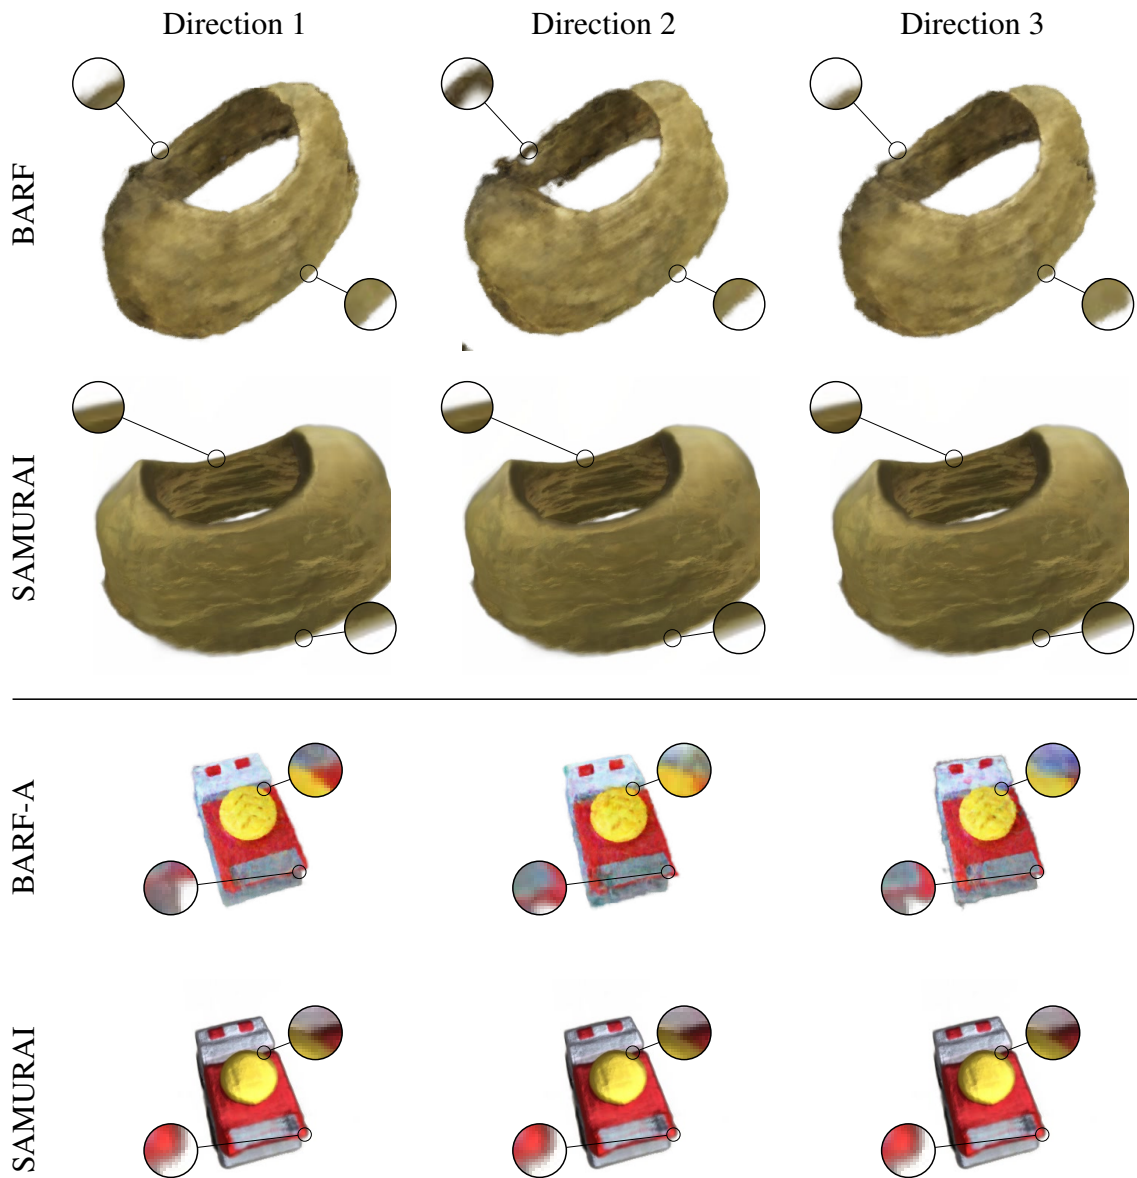 Direction 1
Direction 2
Direction 3
BARF
SAMURAI
BARF-A
SAMURAI